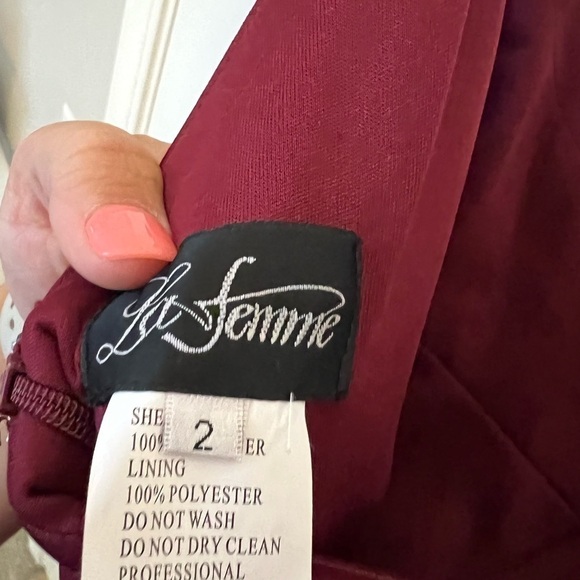 La Femme
SHE
100% ER
2
LINING
100% POLYESTER
DO NOT WASH
DO NOT DRY CLEAN
PROFESSIONAL